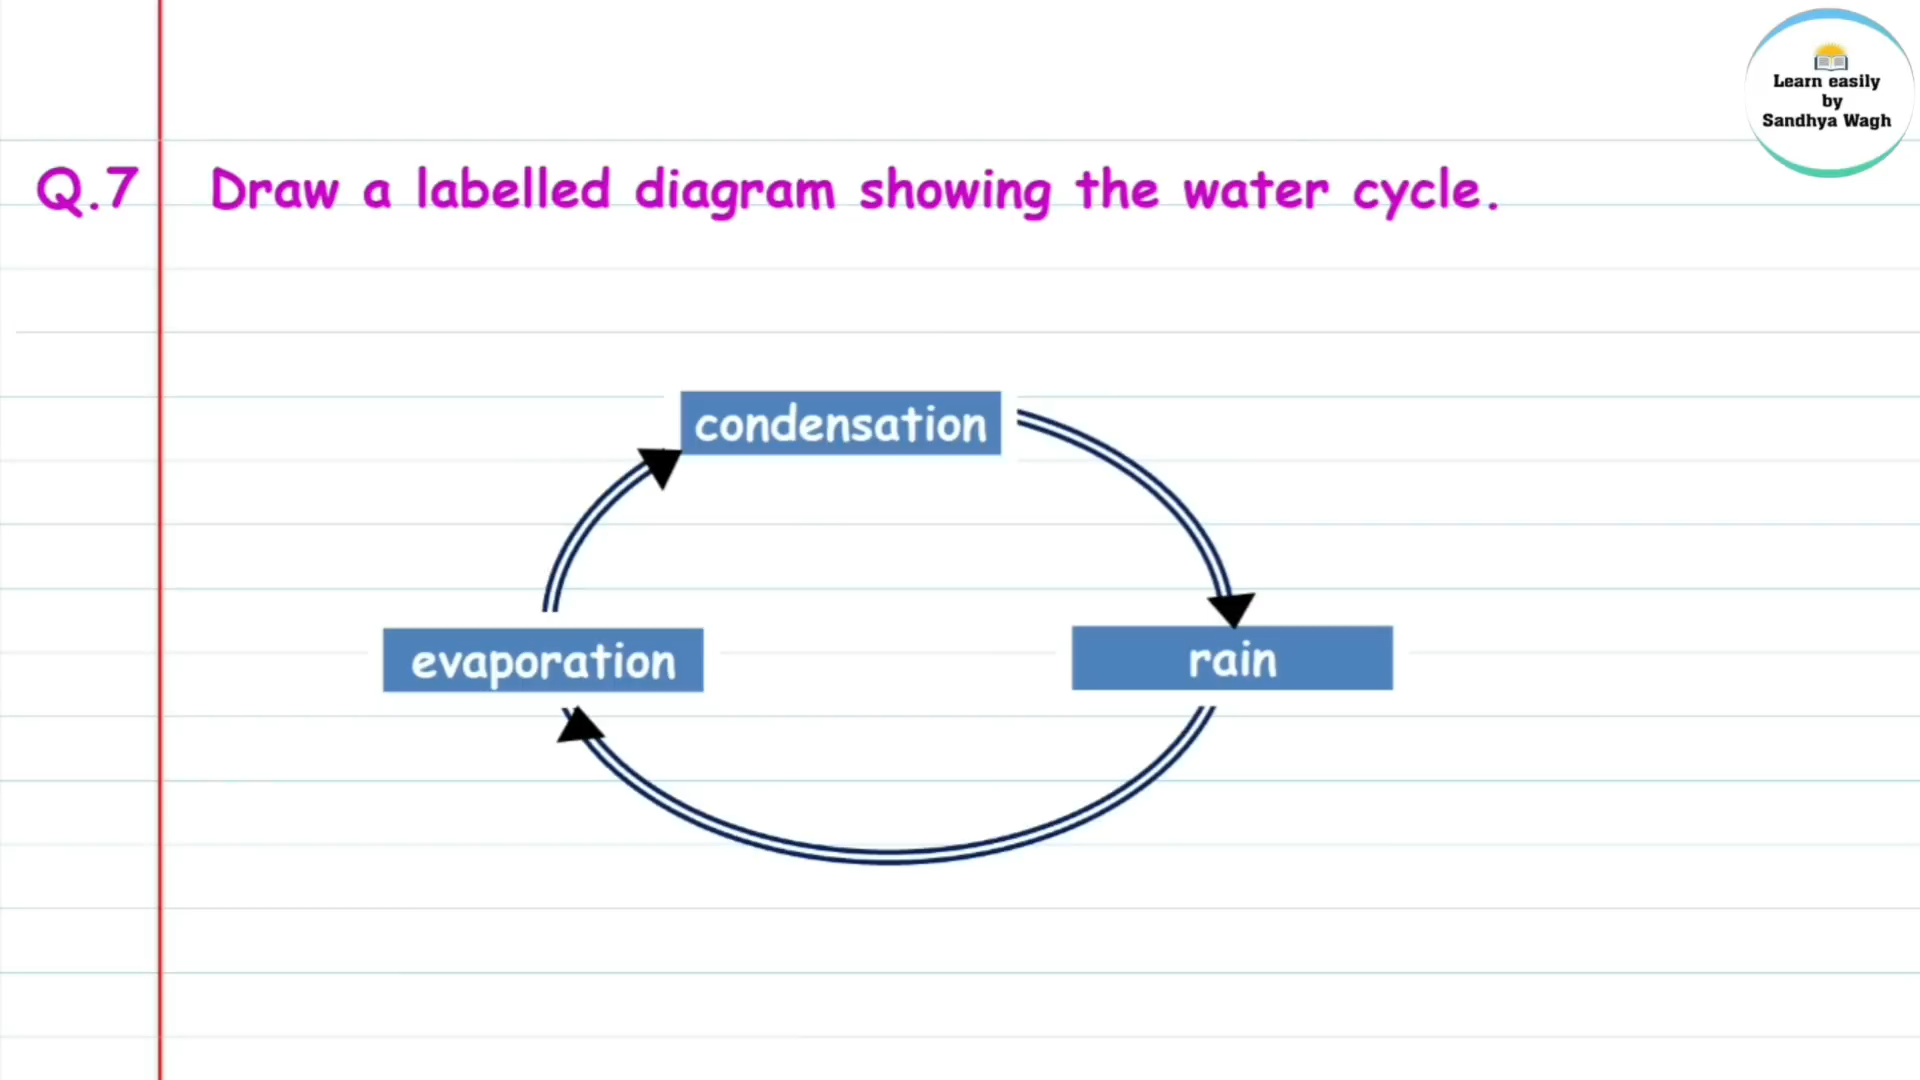 Learn easily
by
Sandhya Wagh
Q.7 Draw a labelled diagram showing the water cycle.
condensation
evaporation
rain